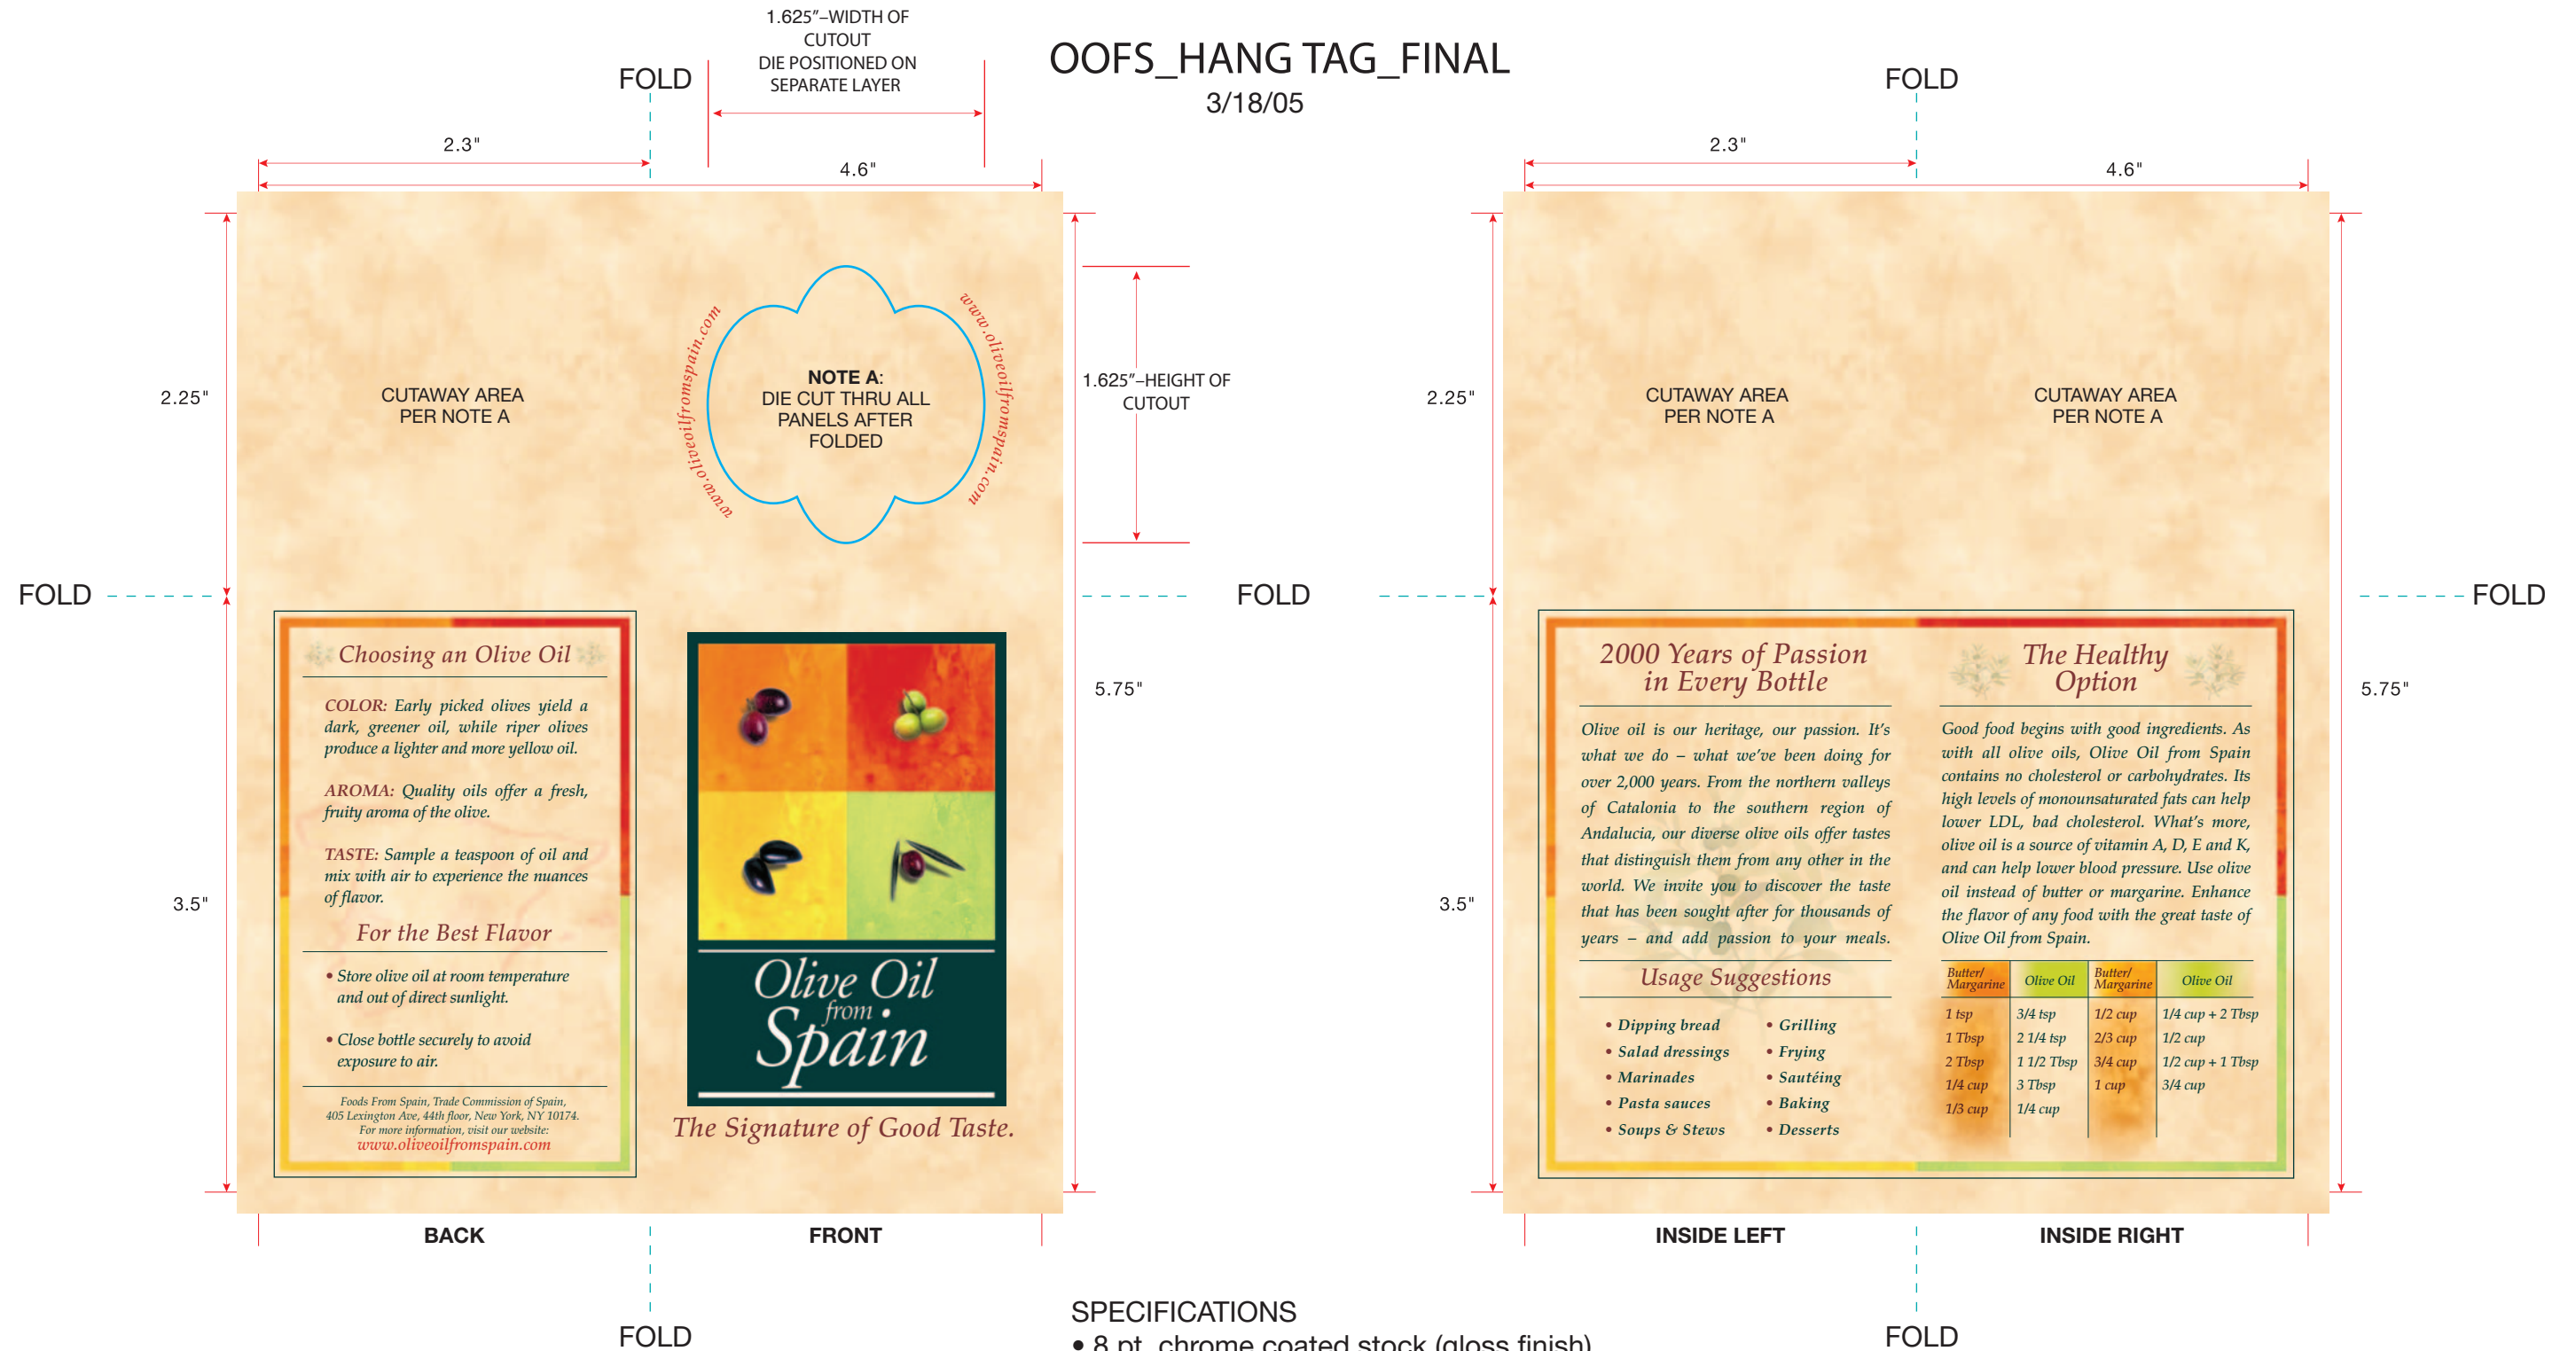 OOFS_HANG TAG_FINAL
3/18/05
1.625”–WIDTH OF
CUTOUT
DIE POSITIONED ON
SEPARATE LAYER
FOLD
2.3"
4.6"
FOLD
2.3"
4.6"
2.25"
CUTAWAY AREA
PER NOTE A
www.oliveoilfromspain.com
NOTE A:
DIE CUT THRU ALL
PANELS AFTER
FOLDED
www.oliveoilfromspain.com
1.625”–HEIGHT OF
CUTOUT
2.25"
CUTAWAY AREA
PER NOTE A
CUTAWAY AREA
PER NOTE A
FOLD
FOLD
FOLD
3.5"
Choosing an Olive Oil
COLOR: Early picked olives yield a
dark, greener oil, while riper olives
produce a lighter and more yellow oil.
AROMA: Quality oils offer a fresh,
fruity aroma of the olive.
TASTE: Sample a teaspoon of oil and
mix with air to experience the nuances
of flavor.
For the Best Flavor
• Store olive oil at room temperature
and out of direct sunlight.
• Close bottle securely to avoid
exposure to air.
Foods From Spain, Trade Commission of Spain,
405 Lexington Ave, 44th floor, New York, NY 10174.
For more information, visit our website:
www.oliveoilfromspain.com
Olive Oil
from
Spain
The Signature of Good Taste.
5.75"
3.5"
2000 Years of Passion
in Every Bottle
Olive oil is our heritage, our passion. It’s
what we do – what we’ve been doing for
over 2,000 years. From the northern valleys
of Catalonia to the southern region of
Andalucia, our diverse olive oils offer tastes
that distinguish them from any other in the
world. We invite you to discover the taste
that has been sought after for thousands of
years – and add passion to your meals.
Usage Suggestions
• Dipping bread
• Salad dressings
• Marinades
• Pasta sauces
• Soups & Stews
• Grilling
• Frying
• Sautéing
• Baking
• Desserts
The Healthy
Option
Good food begins with good ingredients. As
with all olive oils, Olive Oil from Spain
contains no cholesterol or carbohydrates. Its
high levels of monounsaturated fats can help
lower LDL, bad cholesterol. What’s more,
olive oil is a source of vitamin A, D, E and K,
and can help lower blood pressure. Use olive
oil instead of butter or margarine. Enhance
the flavor of any food with the great taste of
Olive Oil from Spain.
Butter/
Margarine Olive Oil Butter/
Margarine Olive Oil
1 tsp 3/4 tsp 1/2 cup 1/4 cup + 2 Tbsp
1 Tbsp 2 1/4 tsp 2/3 cup 1/2 cup
2 Tbsp 1 1/2 Tbsp 3/4 cup 1/2 cup + 1 Tbsp
1/4 cup 3 Tbsp 1 cup 3/4 cup
1/3 cup 1/4 cup
5.75"
BACK
FRONT
INSIDE LEFT
INSIDE RIGHT
FOLD
FOLD
SPECIFICATIONS
• 8 pt. chrome coated stock (gloss finish)